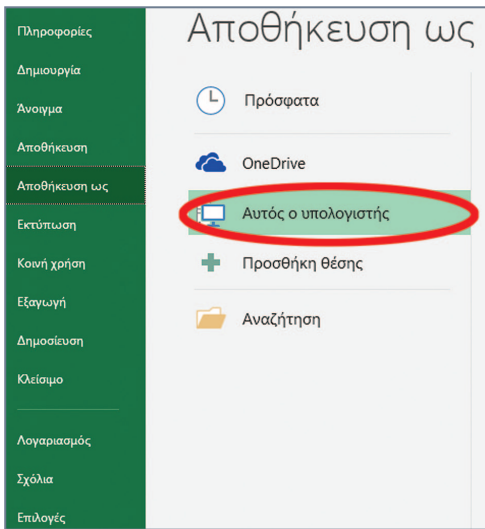 Πληροφορίες
Δημιουργία
Άνοιγμα
Αποθήκευση
Αποθήκευση ως
Εκτύπωση
Κοινή χρήση
Εξαγωγή
Δημοσίευση
Κλείσιμο
Λογαριασμός
Σχόλια
Επιλογές
Αποθήκευση ως
Πρόσφατα
OneDrive
Αυτός ο υπολογιστής
Προσθήκη θέσης
Αναζήτηση